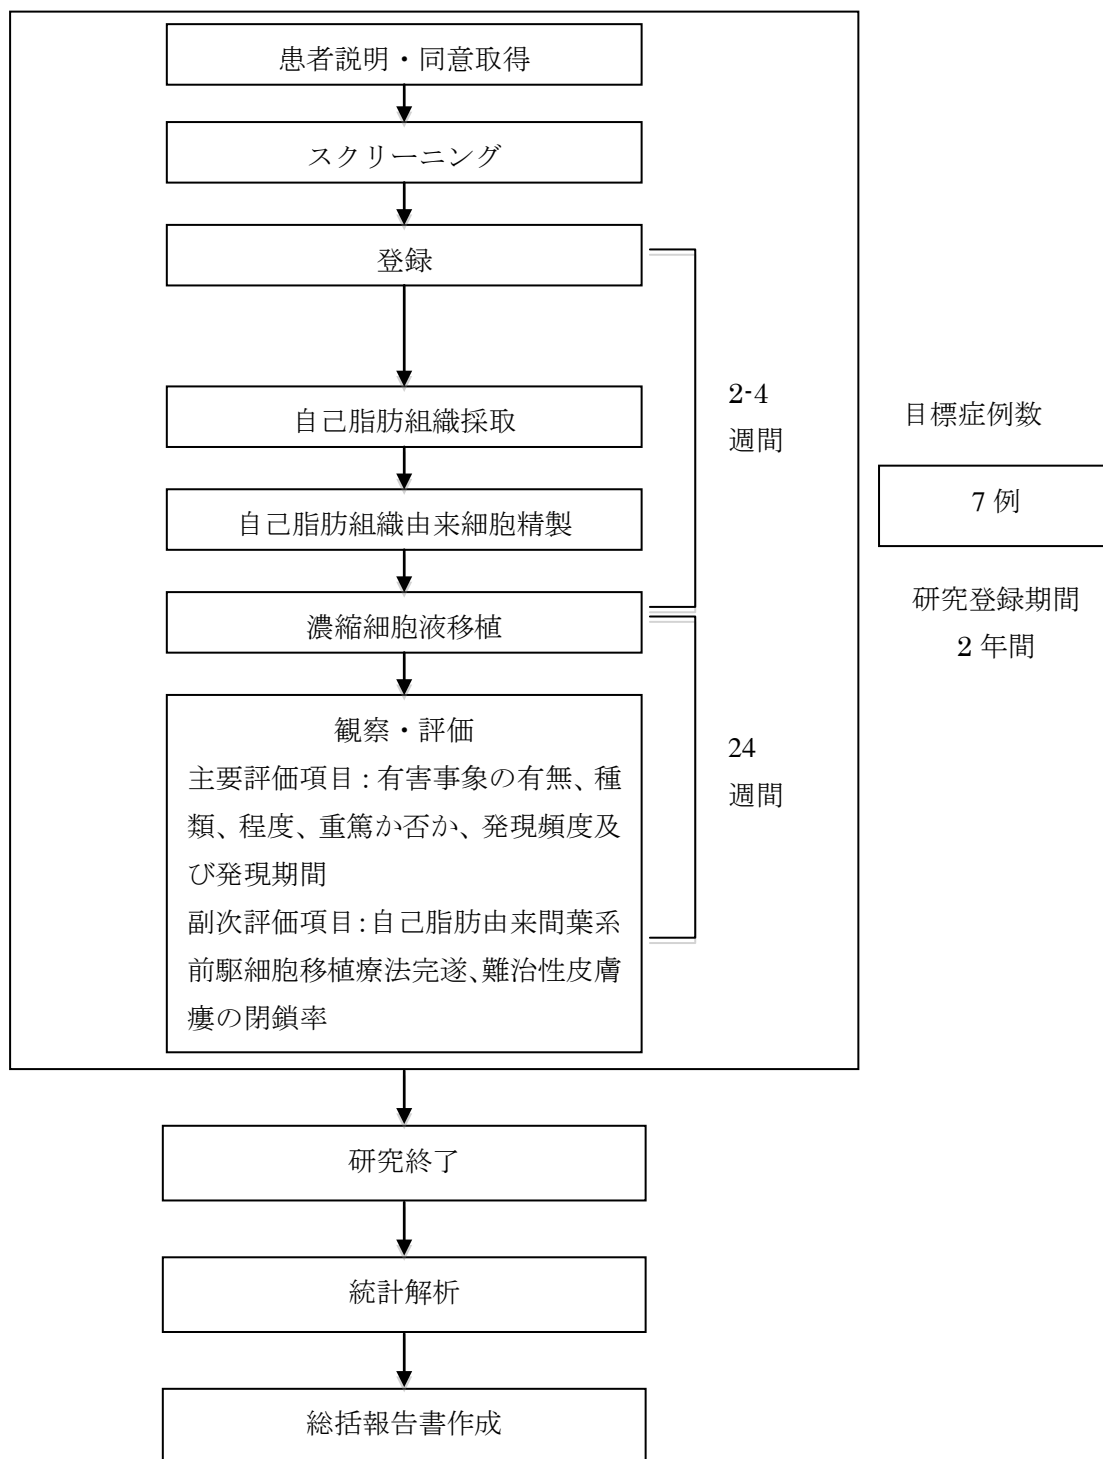 患者説明・同意取得
スクリーニング
登録
2-4
週間
自己脂肪組織採取
目標症例数
自己脂肪組織由来細胞精製
7 例
濃縮細胞液移植
研究登録期間
2 年間
観察・評価
主要評価項目：有害事象の有無、種
類、程度、重篤か否か、発現頻度及
び発現期間
副次評価項目：自己脂肪由来間葉系
前駆細胞移植療法完遂、難治性皮膚
瘻の閉鎖率
24
週間
研究終了
統計解析
総括報告書作成